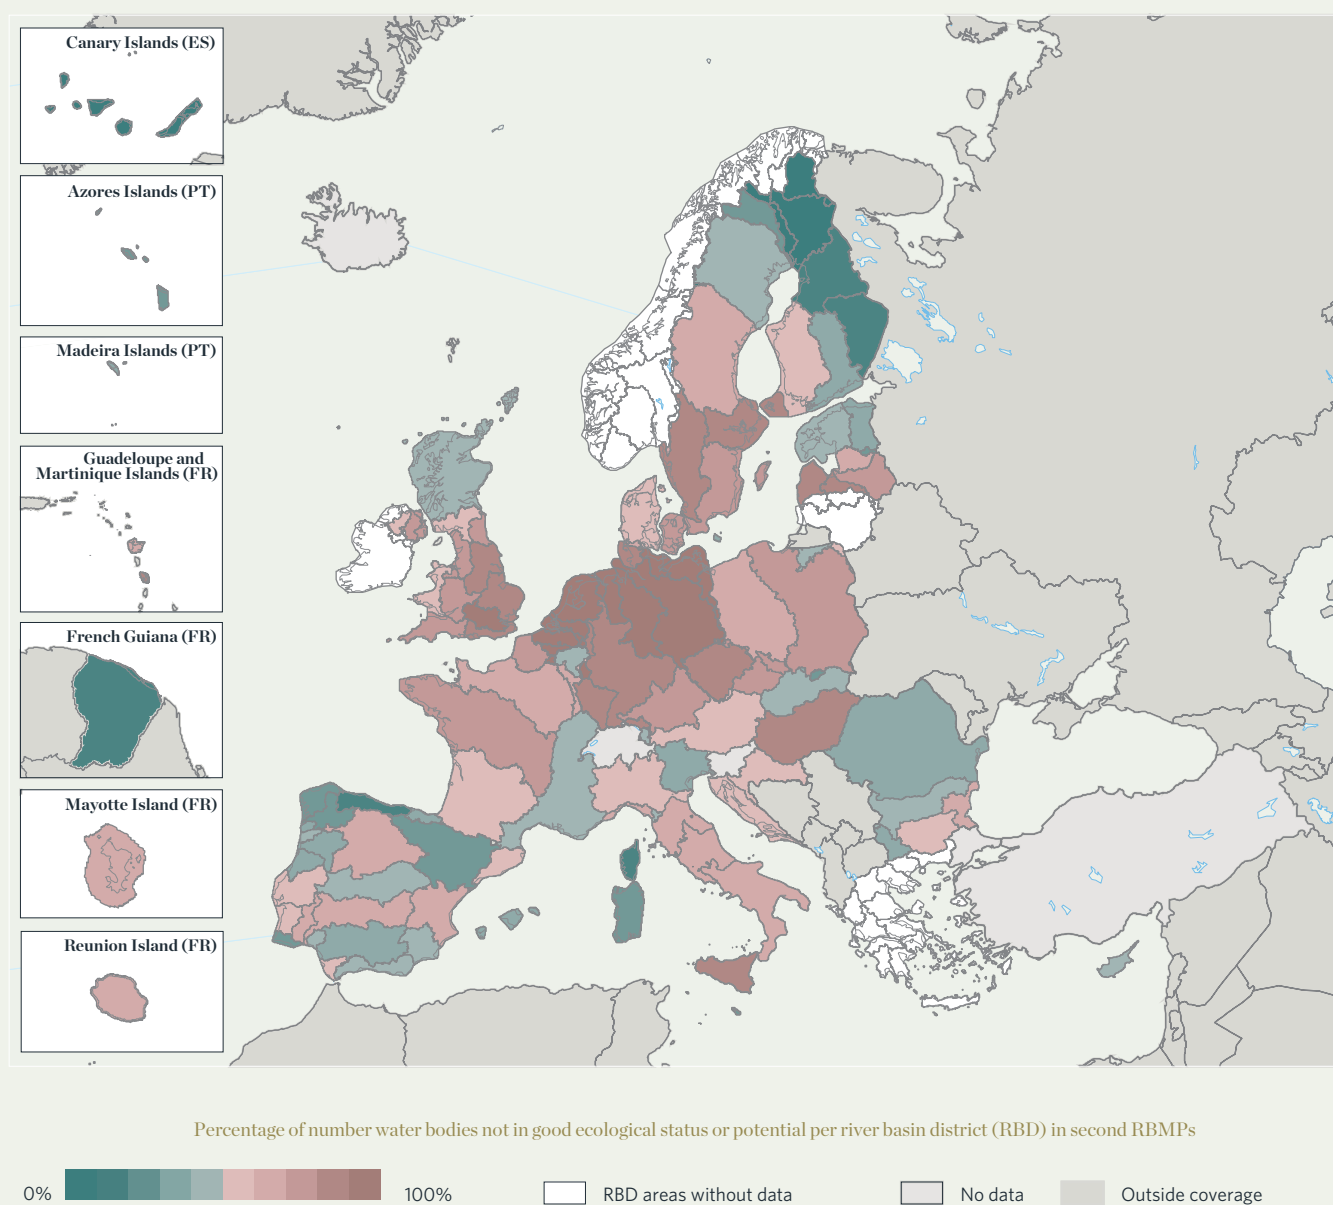 Canary Islands (ES)
Azores Islands (PT)
Madeira Islands (PT)
Guadeloupe and
Martinique Islands (FR)
French Guiana (FR)
Mayotte Island (FR)
Reunion Island (FR)
Percentage of number water bodies not in good ecological status or potential per river basin district (RBD) in second RBMPs
0%
100%
RBD areas without data
No data
Outside coverage